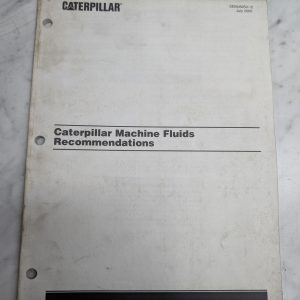 CATERPILLAR
Caterpillar Machine Fluids
Recommendations